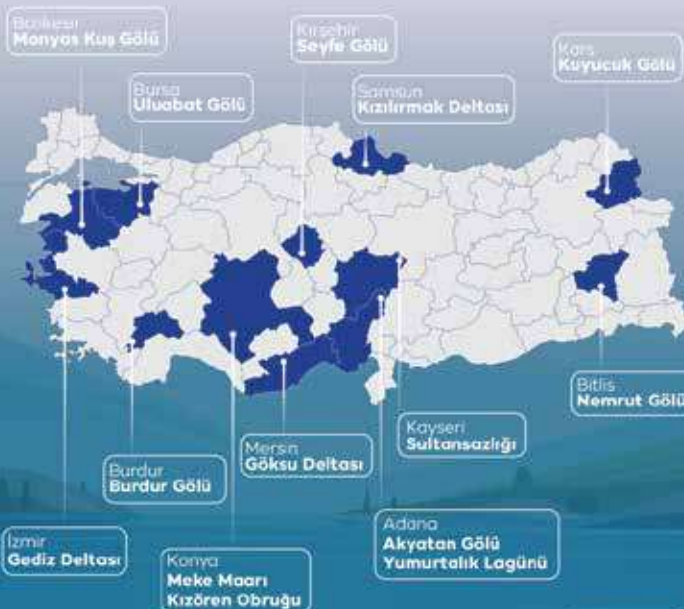 Balıkesir
Manyas Kuş Gölü
Bursa
Uluabat Gölü
Kırşehir
Seyfe Gölü
Samsun
Kızılırmak Deltası
Kars
Kuyucuk Gölü
Bitlis
Nemrut Gölü
Kayseri
Sultansazlığı
Mersin
Göksu Deltası
Burdur
Burdur Gölü
İzmir
Gediz Deltası
Konya
Meke Maarı
Kızören Obruğu
Adana
Akyatan Gölü
Yumurtalık Lagünü